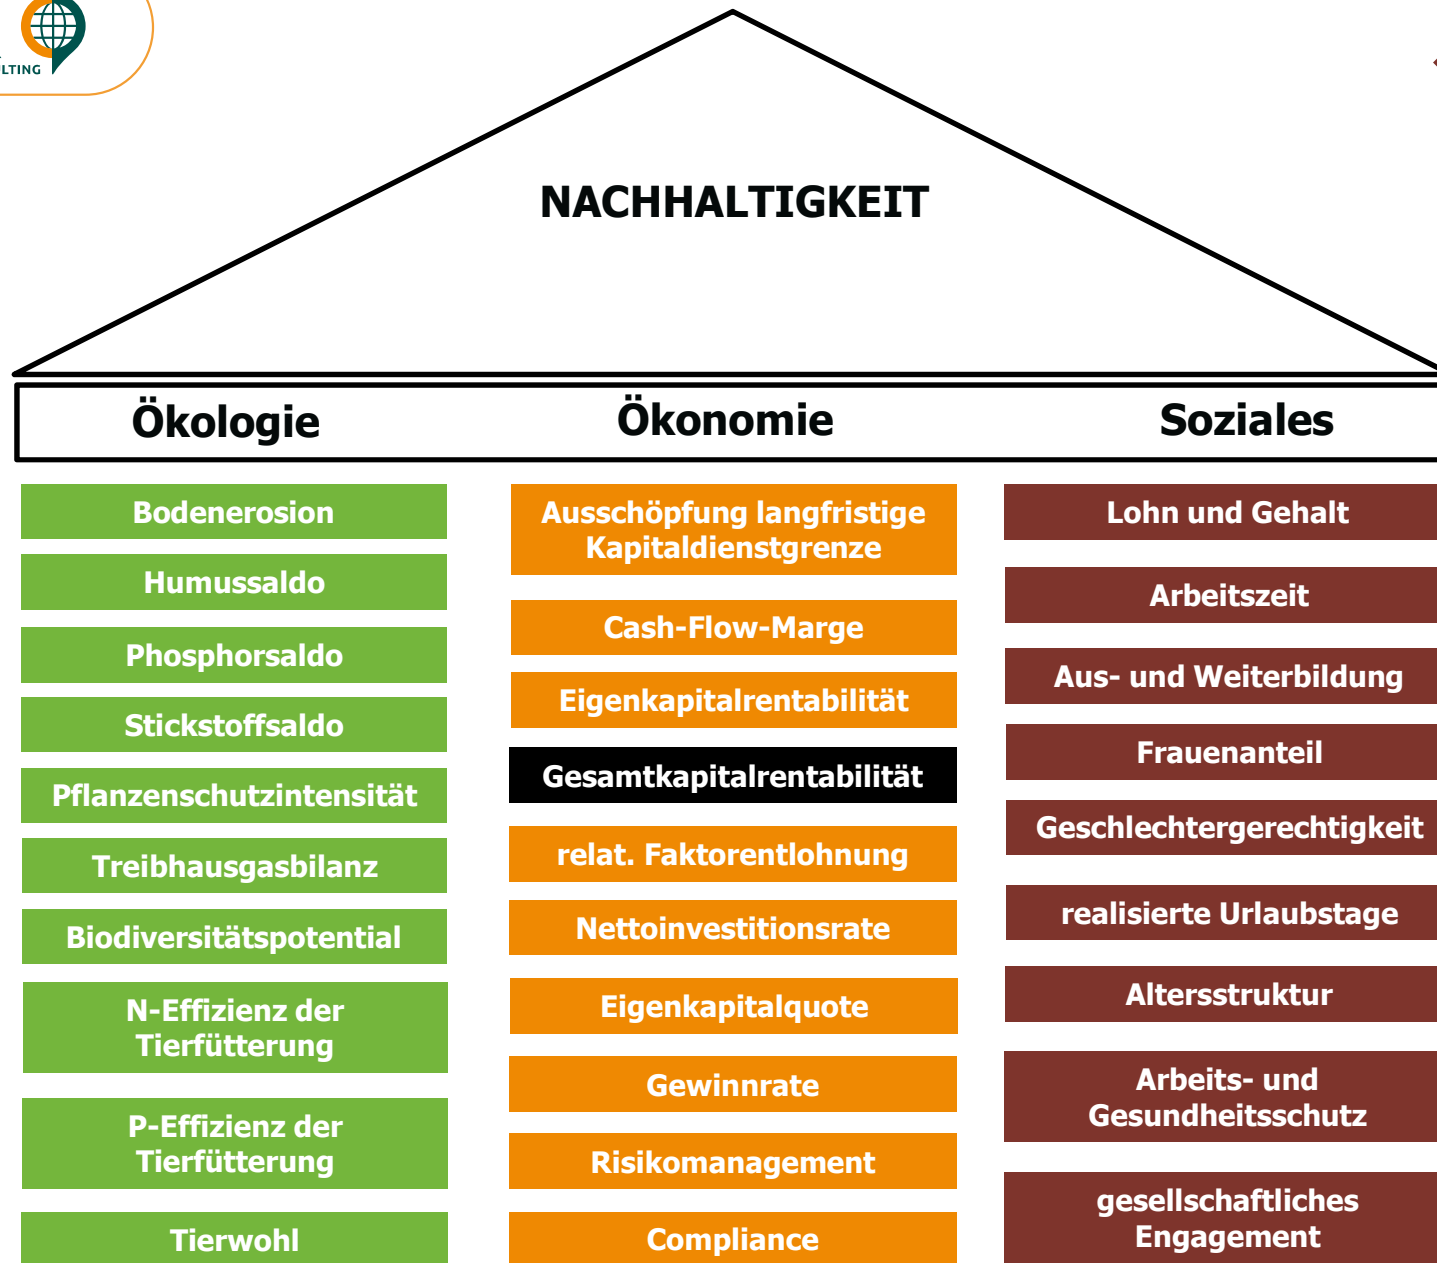 LTING
NACHHALTIGKEIT
Ökologie
Ökonomie
Soziales
Bodenerosion
Humussaldo
Phosphorsaldo
Stickstoffsaldo
Pflanzenschutzintensität
Treibhausgasbilanz
Biodiversitätspotential
N-Effizienz der
Tierfütterung
P-Effizienz der
Tierfütterung
Tierwohl
Ausschöpfung langfristige
Kapitaldienstgrenze
Cash-Flow-Marge
Eigenkapitalrentabilität
Gesamtkapitalrentabilität
relat. Faktorentlohnung
Nettoinvestitionsrate
Eigenkapitalquote
Gewinnrate
Risikomanagement
Compliance
Lohn und Gehalt
Arbeitszeit
Aus- und Weiterbildung
Frauenanteil
Geschlechtergerechtigkeit
realisierte Urlaubstage
Altersstruktur
Arbeits- und
Gesundheitsschutz
gesellschaftliches
Engagement